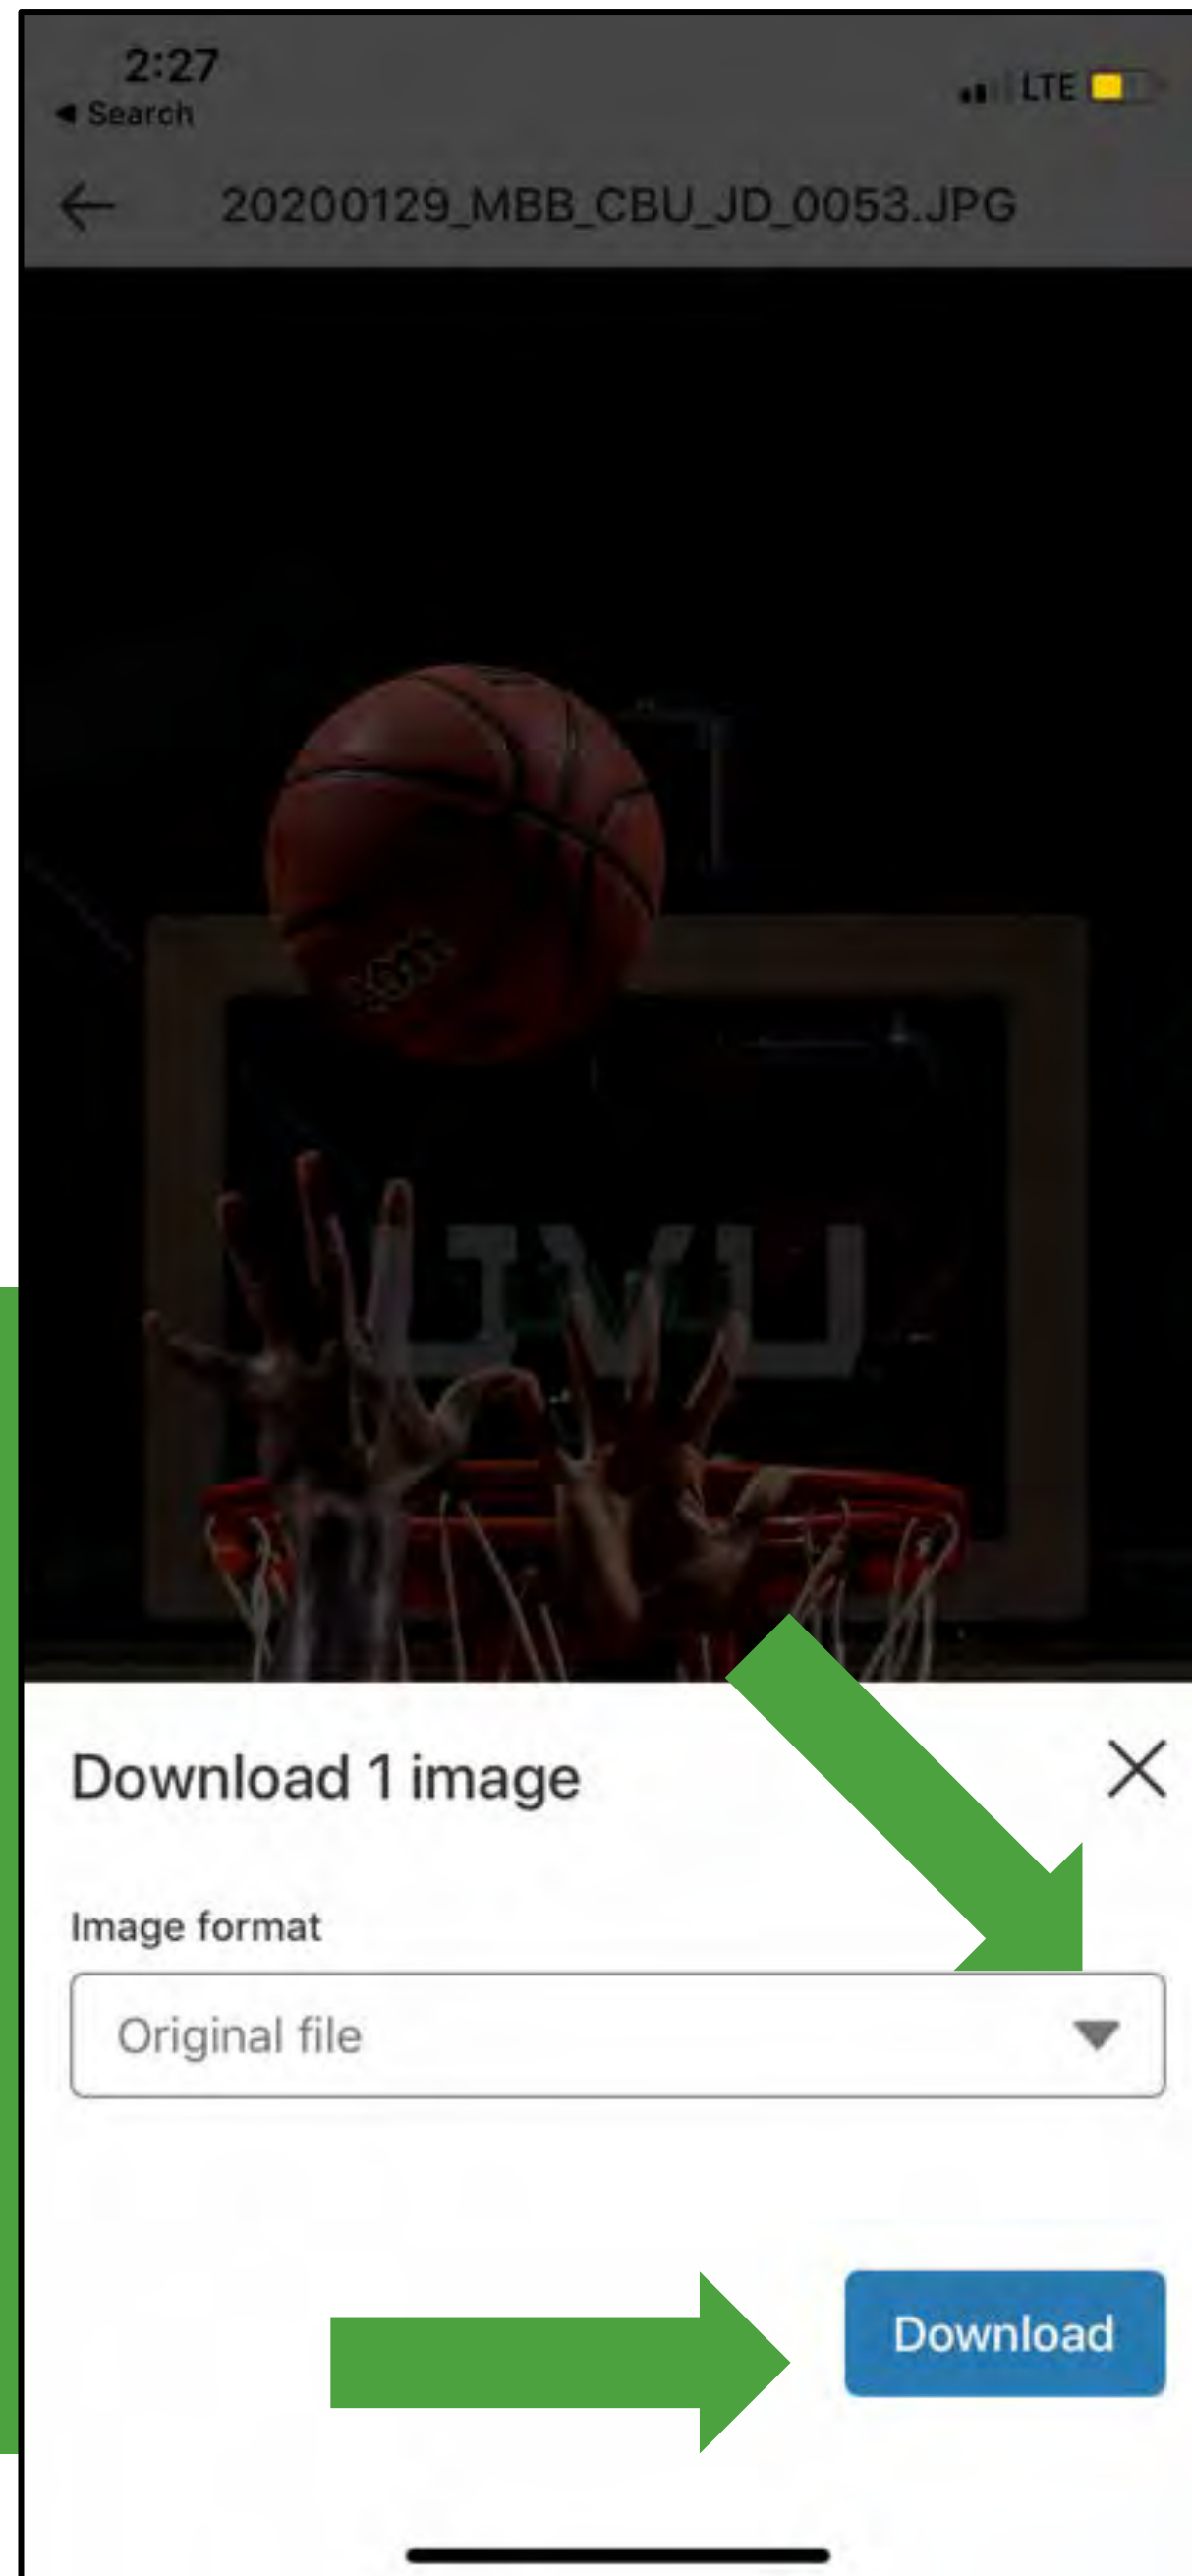 2:27
LTE
Search
20200129_MBB_CBU_JD_0053.JPG
UVU
Download 1 image
Image format
Original file
Download